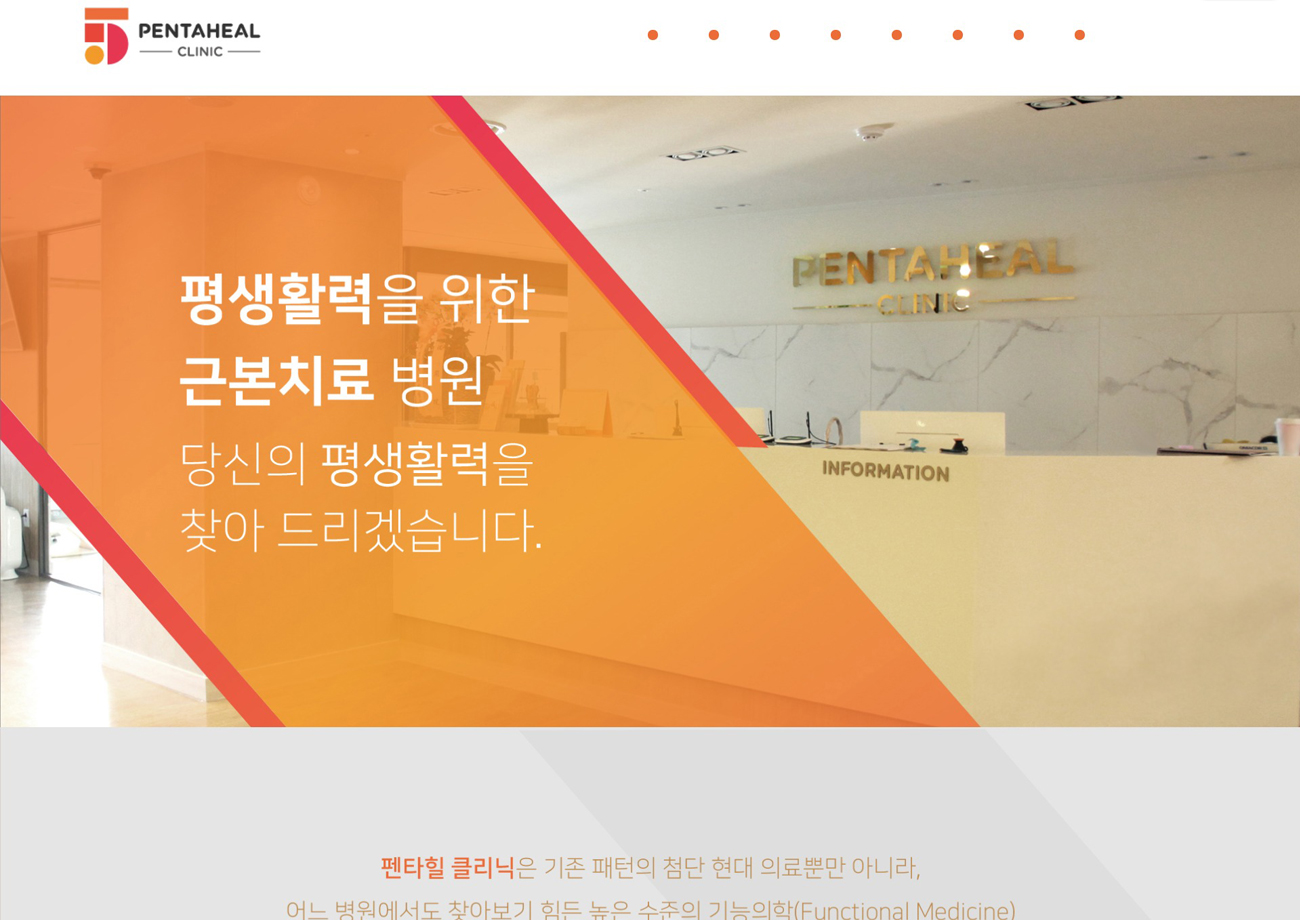 PENTAHEAL
CLINIC
PENTAHEAL
CLINIC
평생활력을 위한
근본치료 병원
당신의 평생활력을
찾아 드리겠습니다.
INFORMATION
펜타힐 클리닉은 기존 패턴의 첨단 현대 의료뿐만 아니라,
어느 병원에서도 찾아보기 힘든 높은 수준의 기능의학(Functional Medicine)